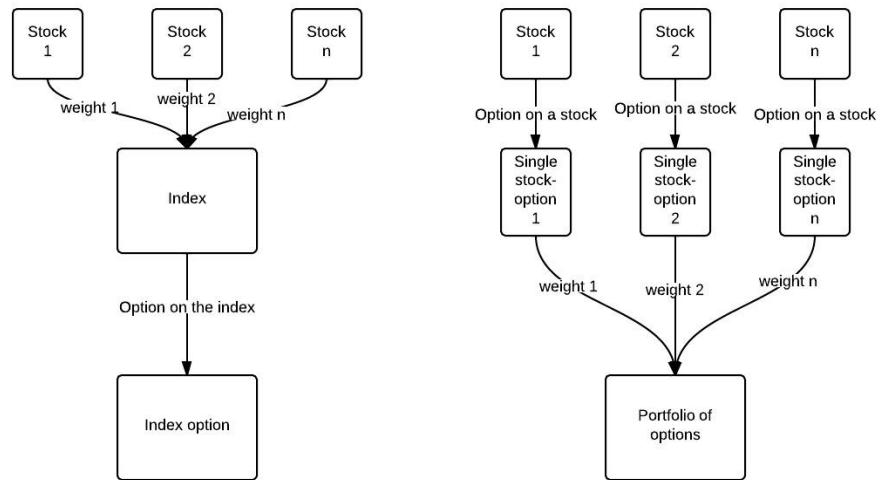 Stock
1
Stock
2
Stock
n
weight 1
weight 2
weight n
Index
Option on the index
Index option
Stock
1
Stock
2
Stock
n
Option on a stock
Option on a stock
Option on a stock
Single
stock-
option
1
Single
stock-
option
2
Single
stock-
option
n
weight 1
weight 2
weight n
Portfolio of
options